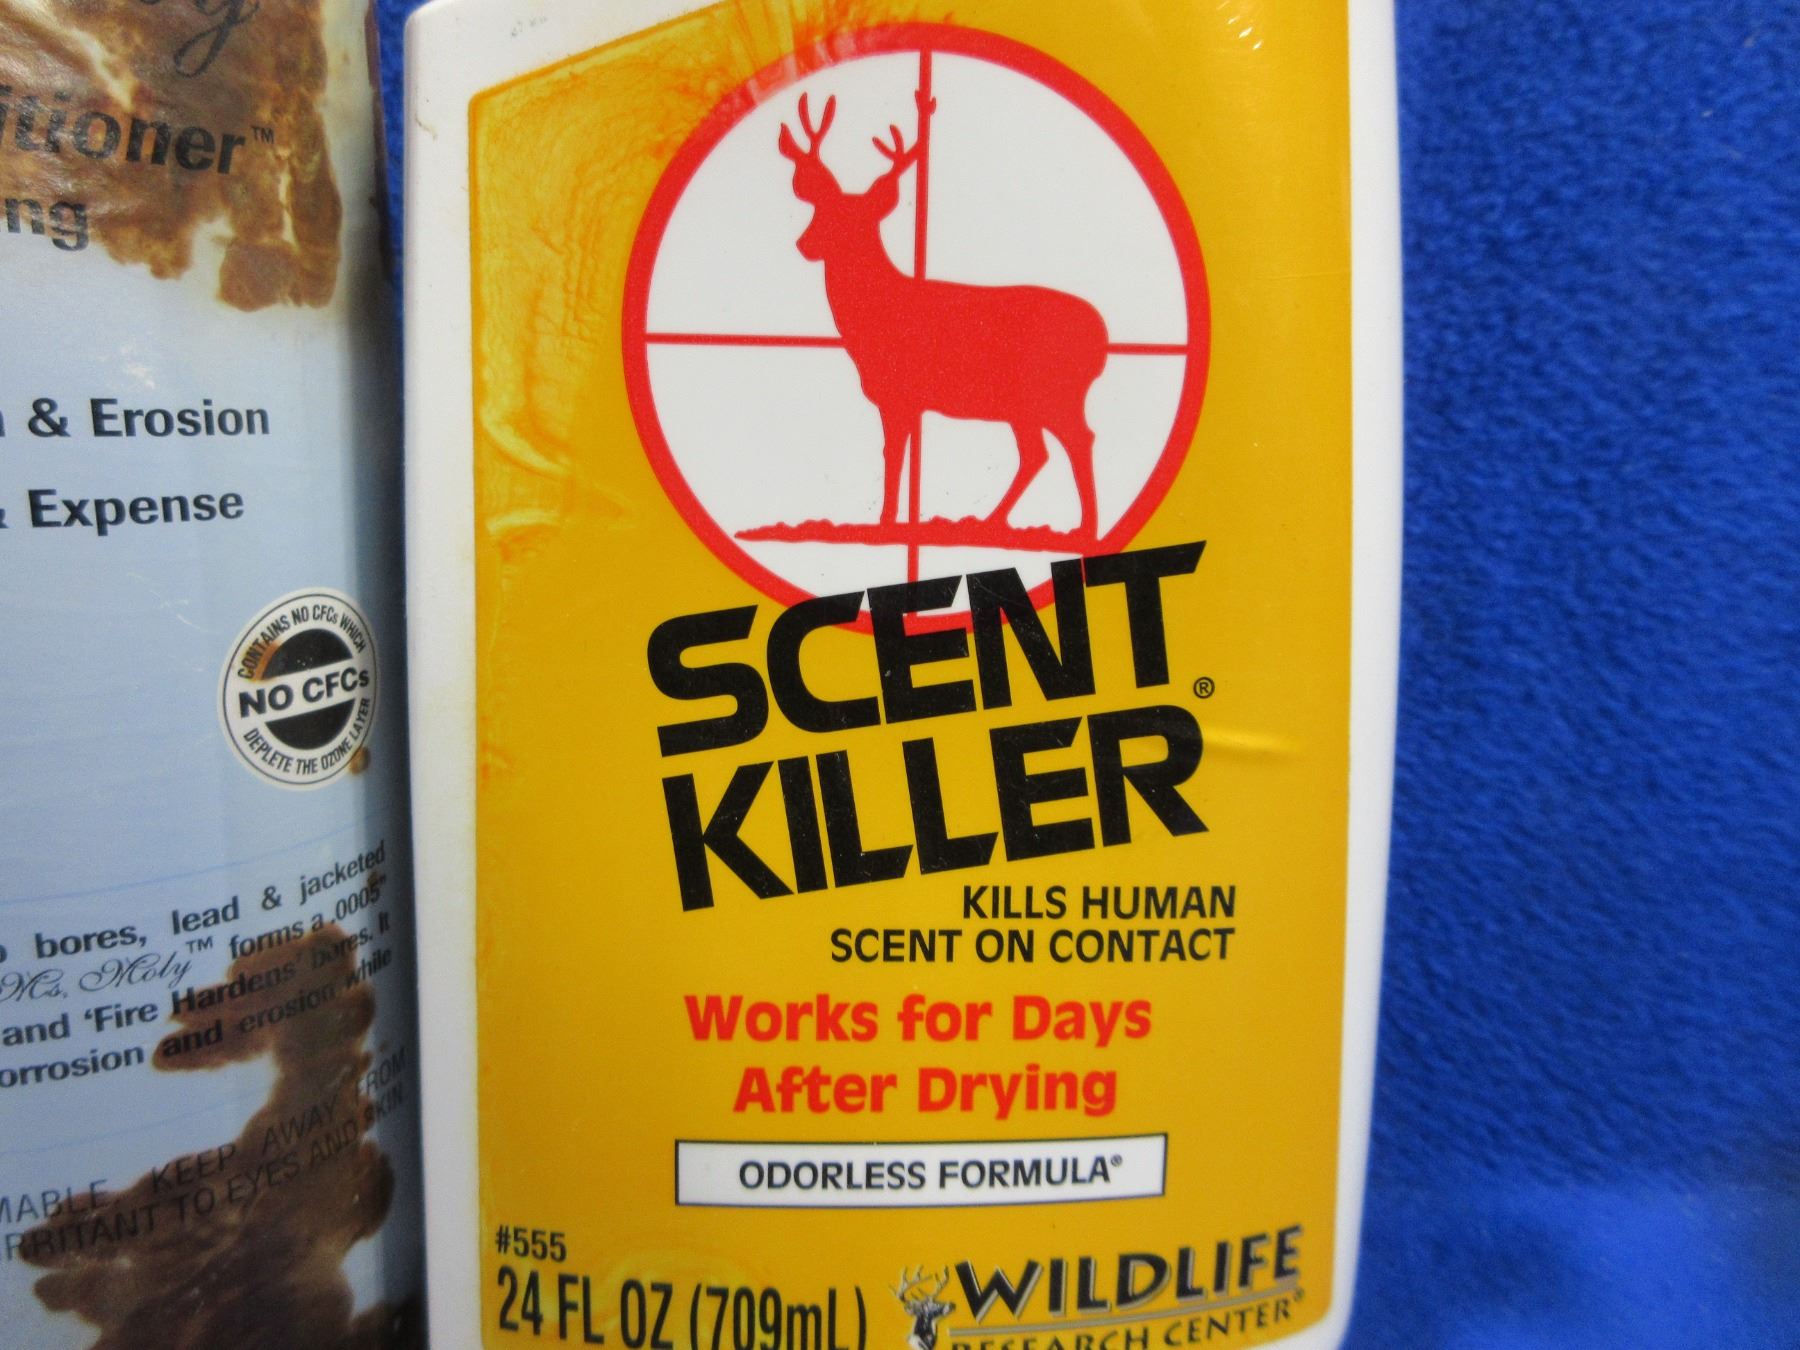 itioner™
ng
& Erosion
& Expense
CONTAINS NO CFCs WHICH
NO CFCs
DEPLETE THE OZONE LAYER
bores, lead & jacketed
Ms. Moly™ forms a .0005"
and ‘Fire Hardens’ bores. It
orrosion and erosion while
MABLE. KEEP AWAY FROM
RRITANT TO EYES AND SKIN.
SCENT
KILLER®
KILLS HUMAN
SCENT ON CONTACT
Works for Days
After Drying
ODORLESS FORMULA®
#555
24 FL OZ (709mL)
WILDLIFE
RESEARCH CENTER®